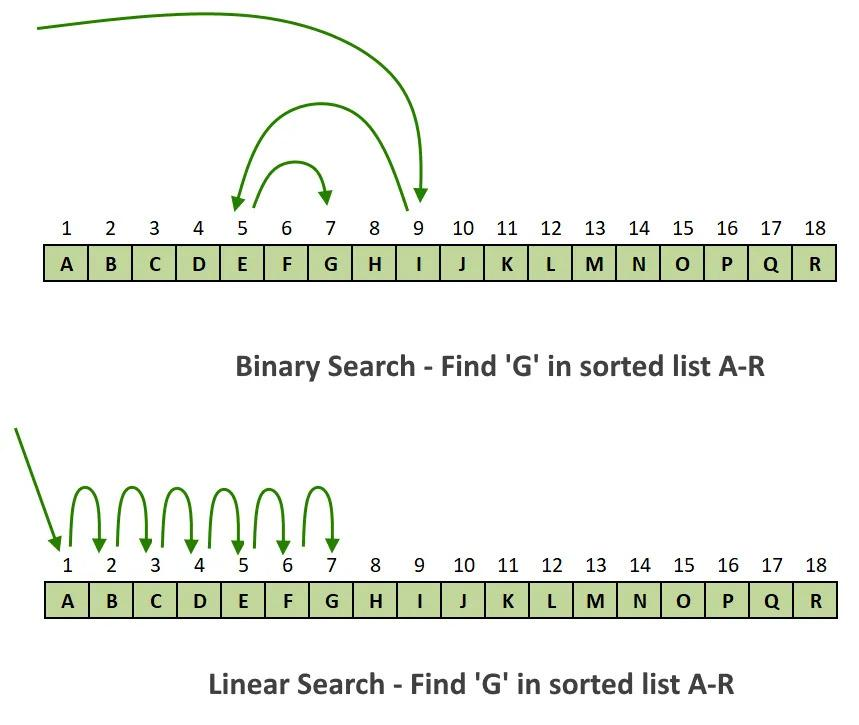 1 2 3 4 5 6 7 8 9 10 11 12 13 14 15 16 17 18
A B C D E F G H I J K L M N O P Q R
Binary Search - Find 'G' in sorted list A-R
1 2 3 4 5 6 7 8 9 10 11 12 13 14 15 16 17 18
A B C D E F G H I J K L M N O P Q R
Linear Search - Find 'G' in sorted list A-R